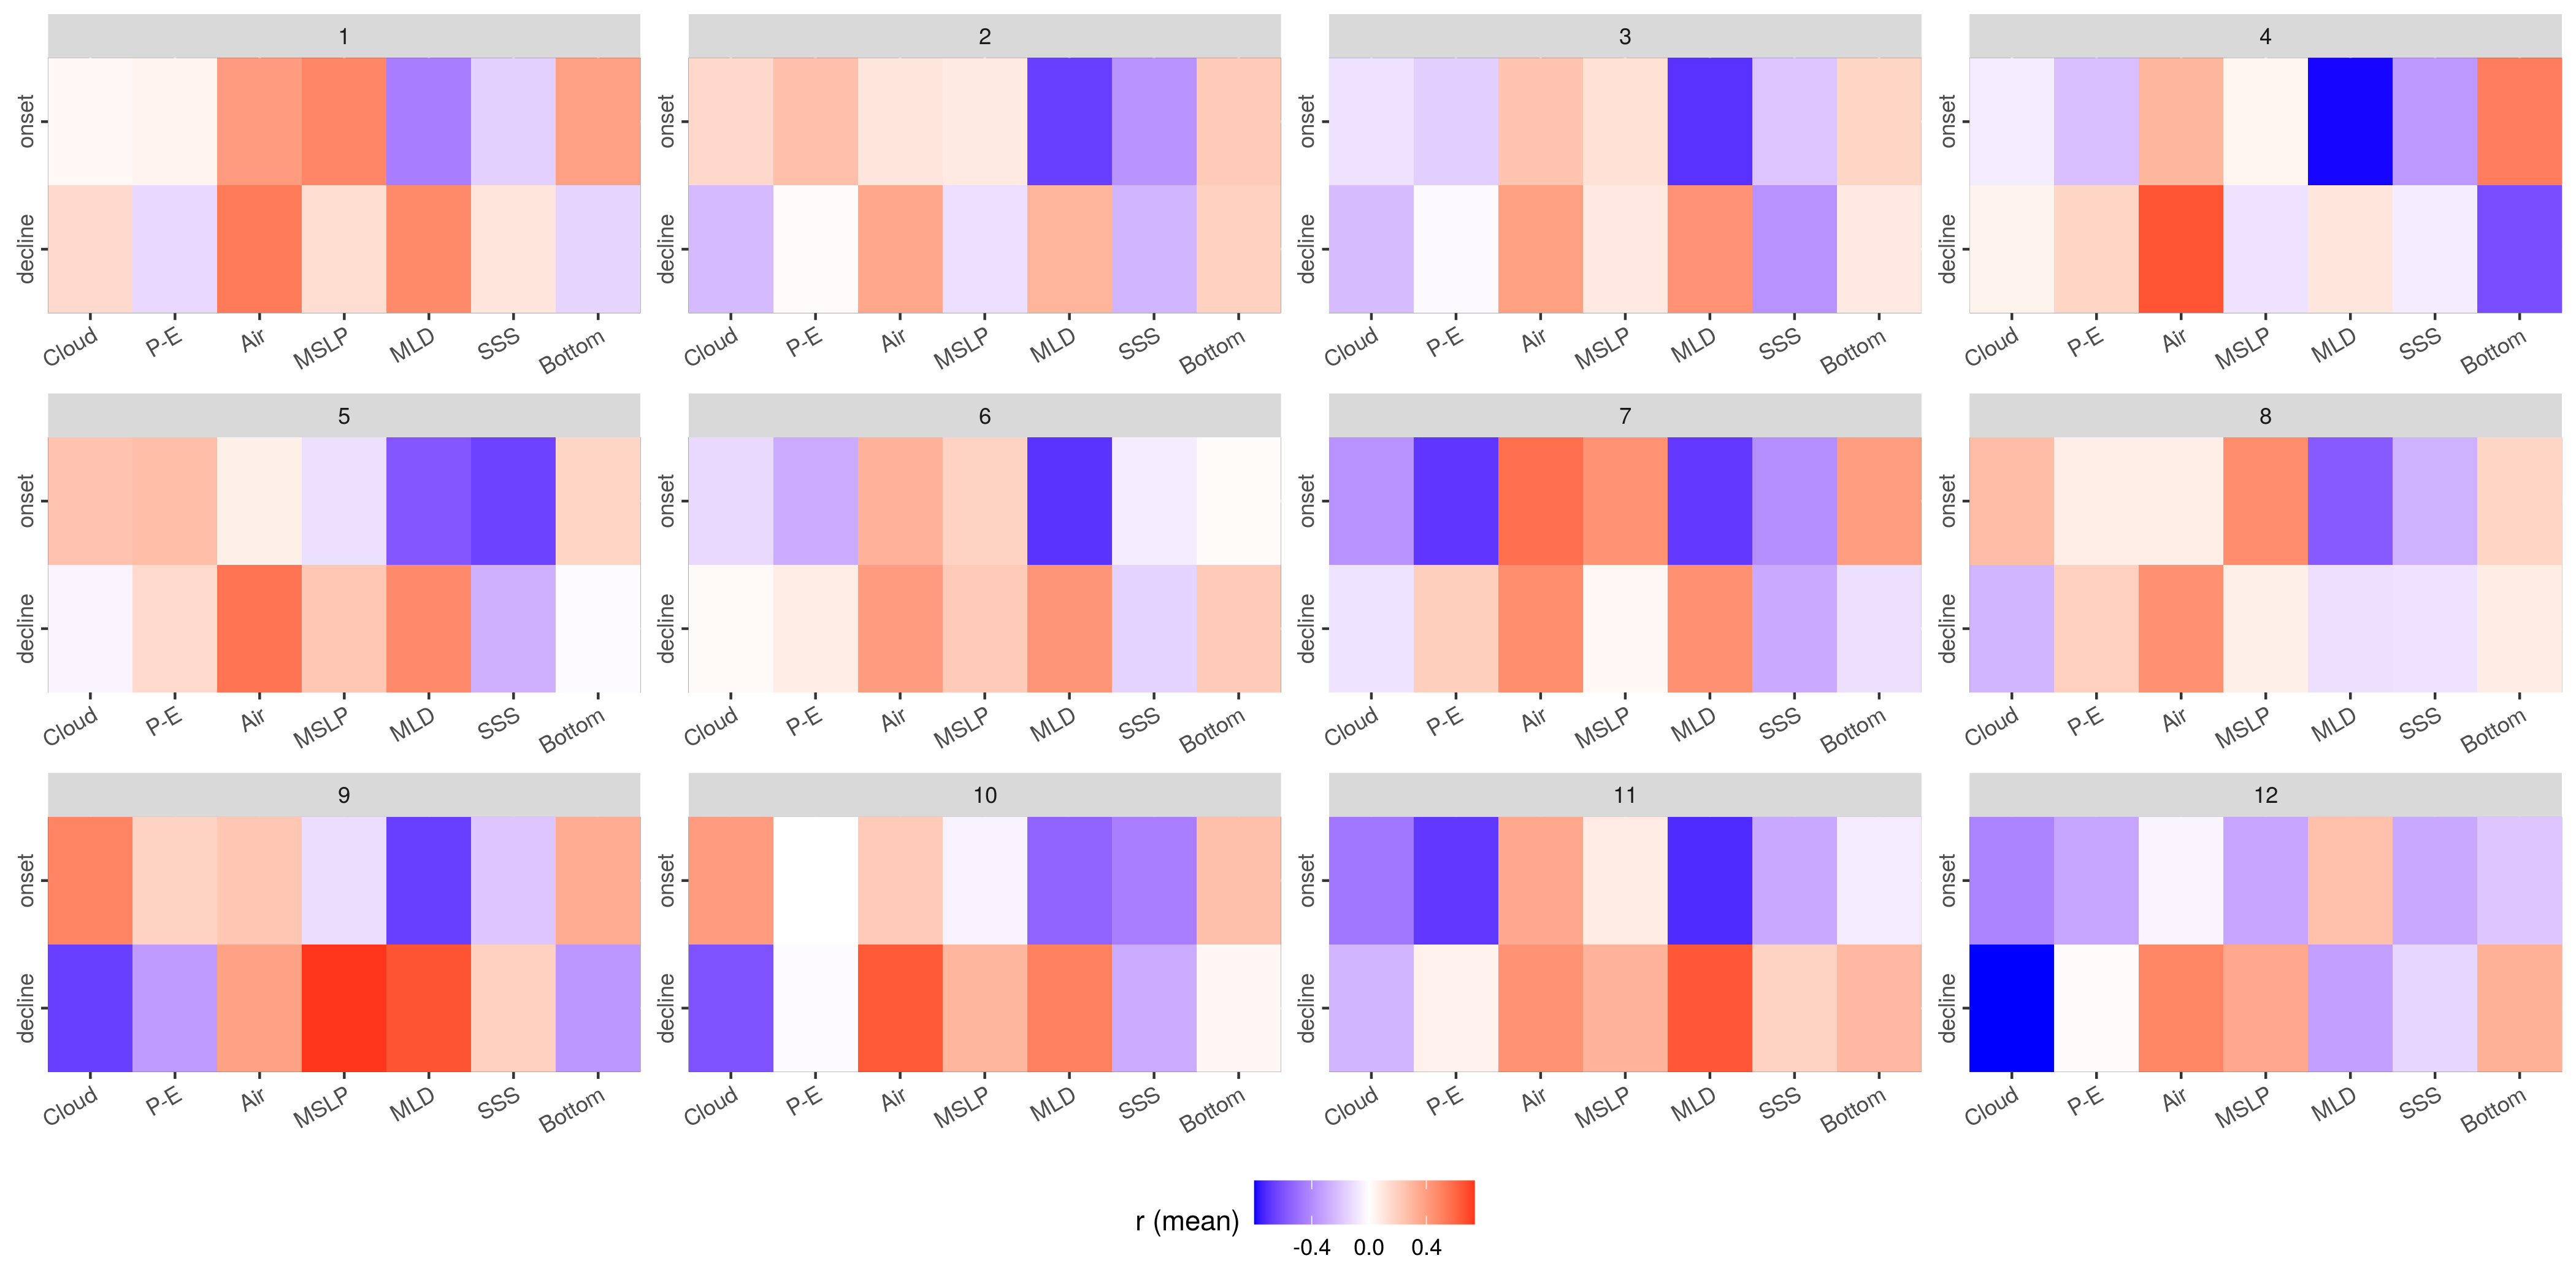 1 2 3 4
onset onset onset onset
decline decline decline decline
Cloud P-E Air MSLP MLD SSS Bottom Cloud P-E Air MSLP MLD SSS Bottom Cloud P-E Air MSLP MLD SSS Bottom Cloud P-E Air MSLP MLD SSS Bottom
5 6 7 8
onset onset onset onset
decline decline decline decline
Cloud P-E Air MSLP MLD SSS Bottom Cloud P-E Air MSLP MLD SSS Bottom Cloud P-E Air MSLP MLD SSS Bottom Cloud P-E Air MSLP MLD SSS Bottom
9 10 11 12
onset onset onset onset
decline decline decline decline
Cloud P-E Air MSLP MLD SSS Bottom Cloud P-E Air MSLP MLD SSS Bottom Cloud P-E Air MSLP MLD SSS Bottom Cloud P-E Air MSLP MLD SSS Bottom
r (mean)
-0.4 0.0 0.4